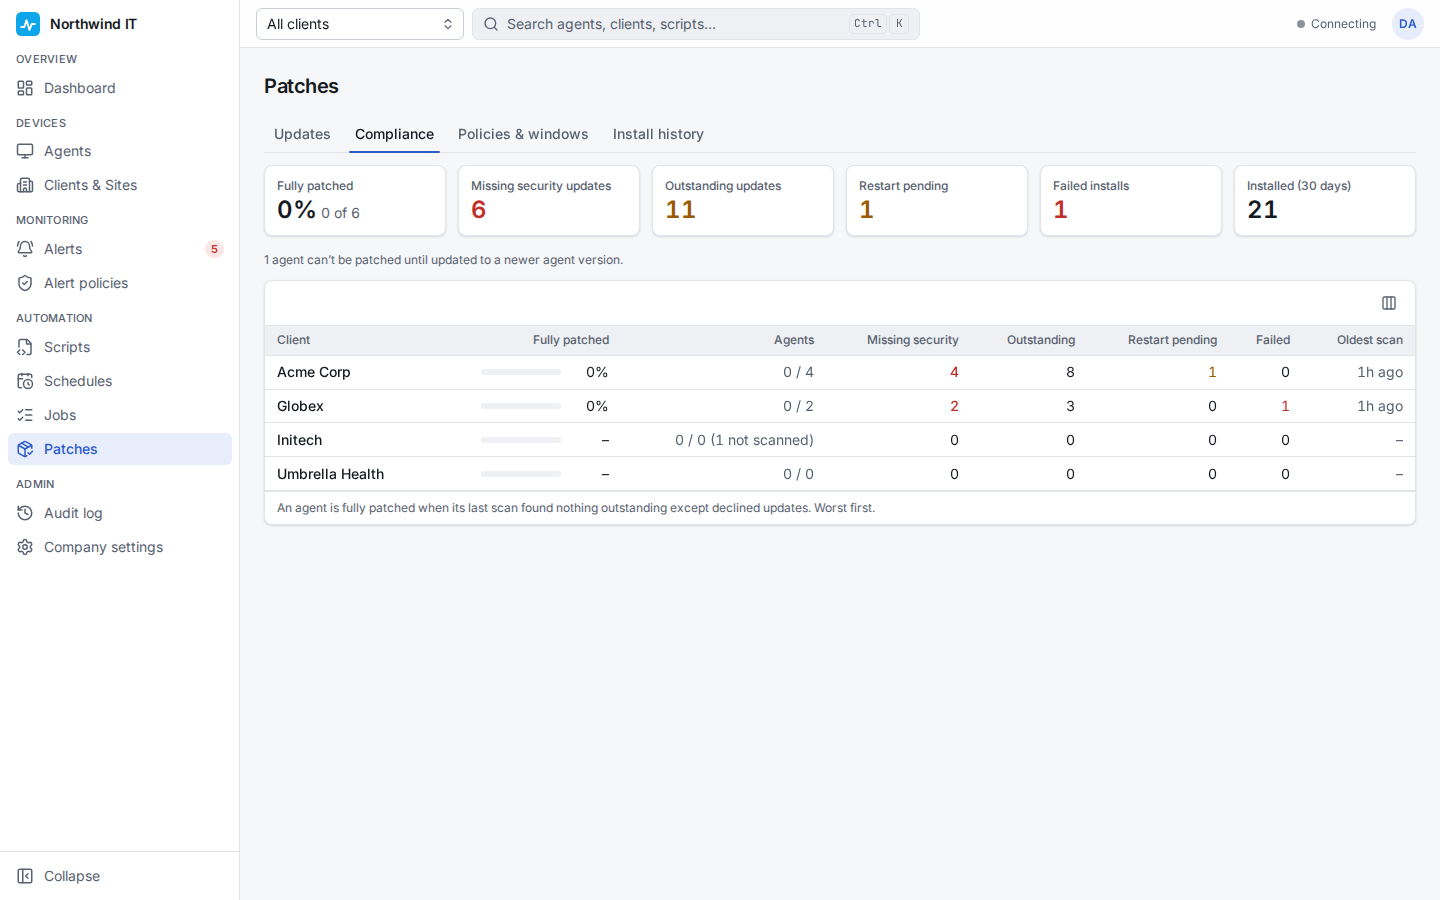 Northwind IT
All clients
Search agents, clients, scripts...
Ctrl K
Connecting
DA
OVERVIEW
Dashboard
DEVICES
Agents
Clients & Sites
MONITORING
Alerts 5
Alert policies
AUTOMATION
Scripts
Schedules
Jobs
Patches
ADMIN
Audit log
Company settings
Collapse
Patches
Updates Compliance Policies & windows Install history
Fully patched
0% 0 of 6
Missing security updates
6
Outstanding updates
11
Restart pending
1
Failed installs
1
Installed (30 days)
21
1 agent can’t be patched until updated to a newer agent version.
Client Fully patched Agents Missing security Outstanding Restart pending Failed Oldest scan
Acme Corp 0% 0 / 4 4 8 1 0 1h ago
Globex 0% 0 / 2 2 3 0 1 1h ago
Initech – 0 / 0 (1 not scanned) 0 0 0 0 –
Umbrella Health – 0 / 0 0 0 0 0 –
An agent is fully patched when its last scan found nothing outstanding except declined updates. Worst first.